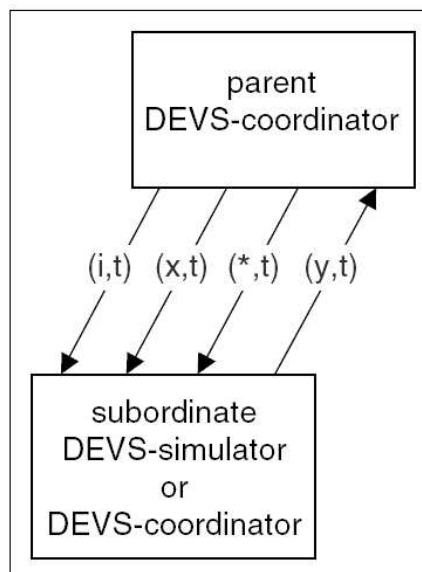 parent
DEVS-coordinator
(i,t) (x,t) (*,t) (y,t)
subordinate
DEVS-simulator
or
DEVS-coordinator